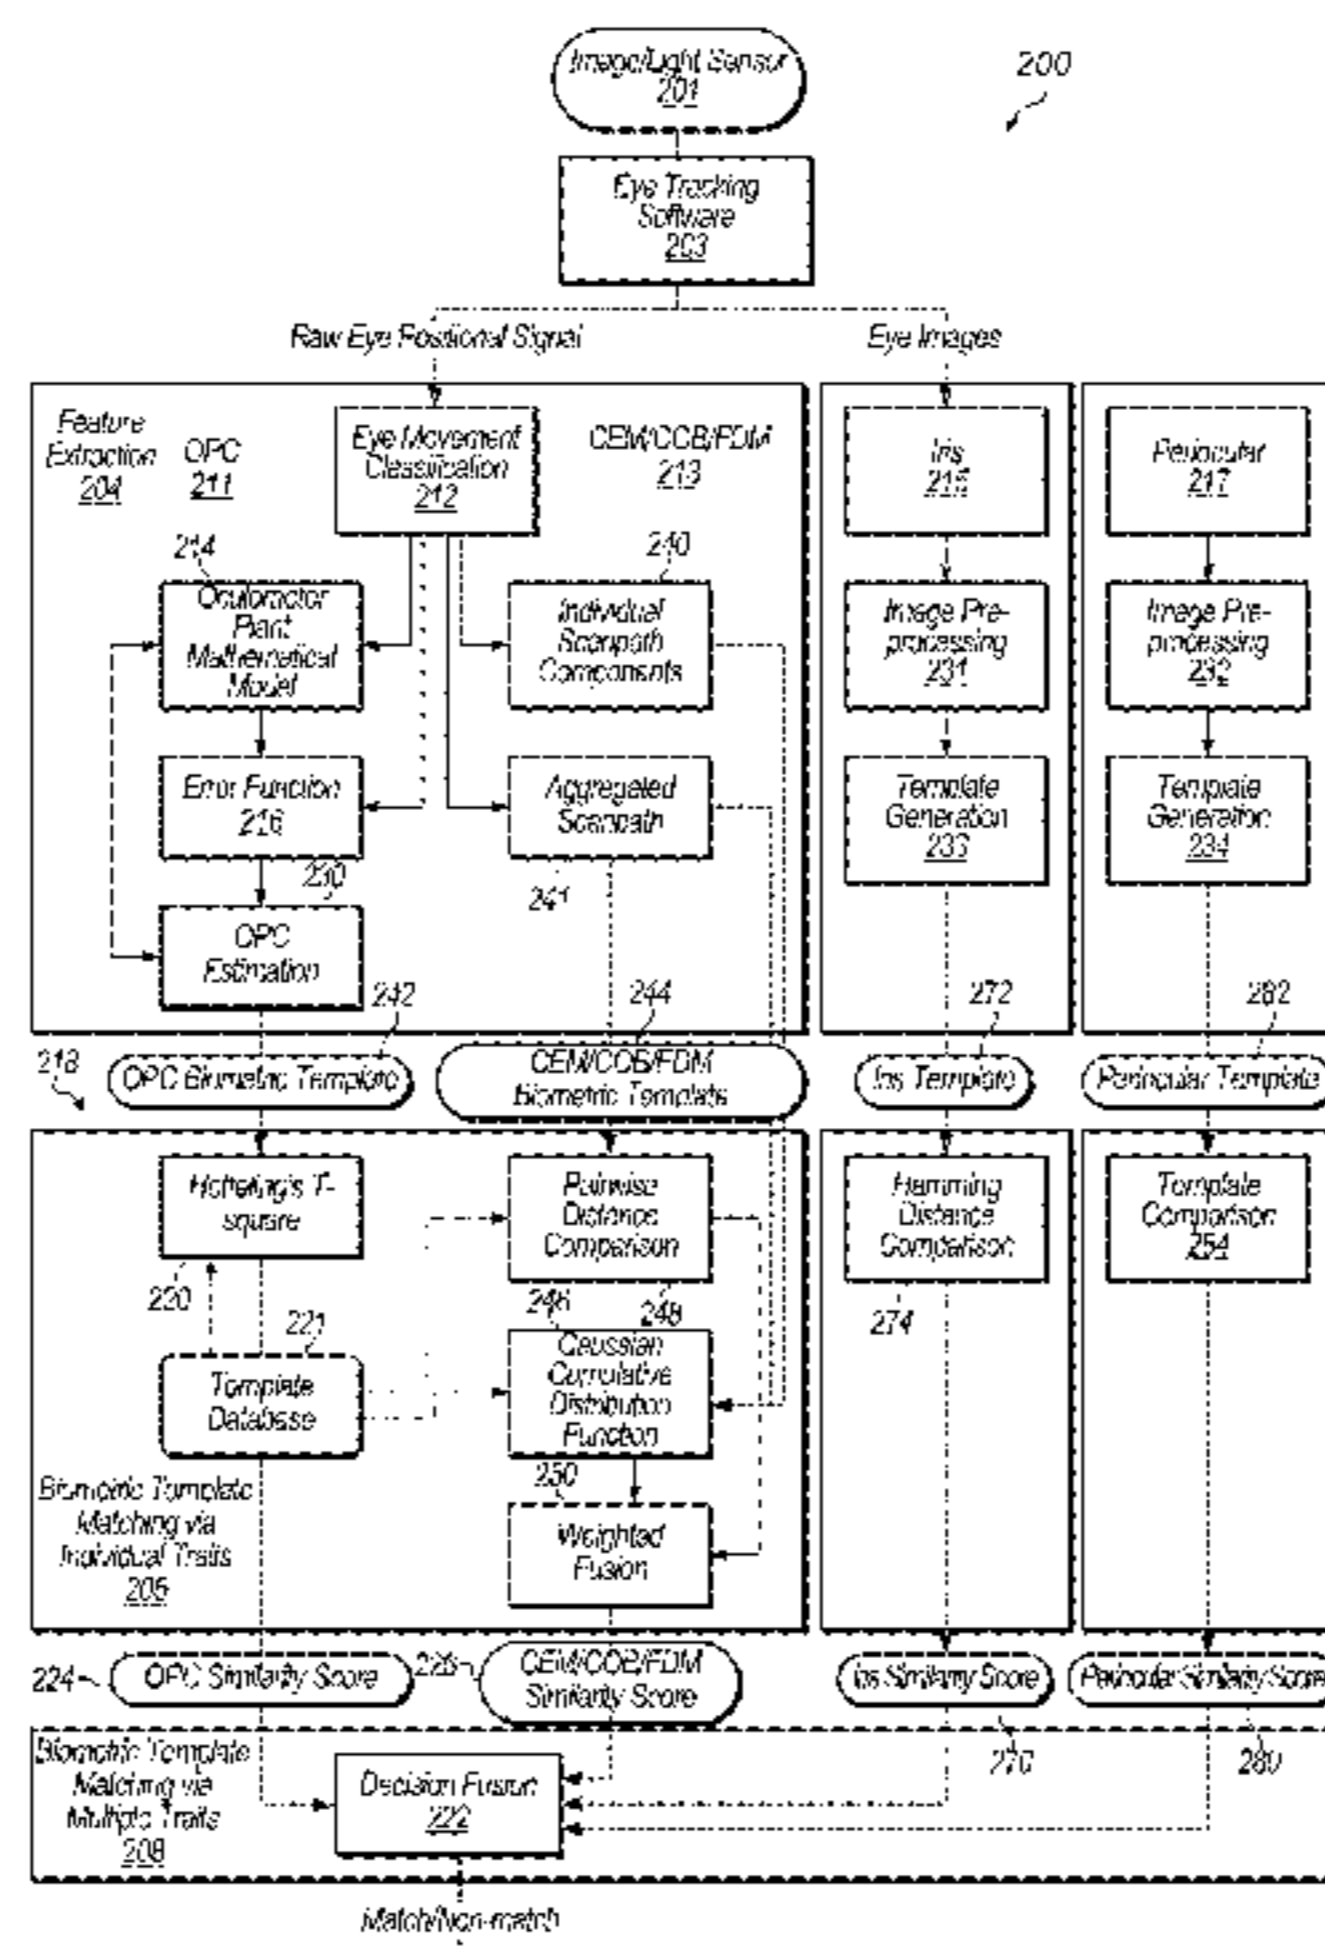 Image/Light Sensor
201
200
Eye Tracking
Software
203
Raw Eye Positional Signal
Eye Images
Feature
Extraction
204
OPC
211
Eye Movement
Classification
212
CEM/COB/FDM
213
Iris
215
Periocular
217
214
Oculomotor
Plant
Mathematical
Model
240
Individual
Scanpath
Components
Image Pre-
processing
231
Image Pre-
processing
232
Error Function
216
Aggregated
Scanpath
241
Template
Generation
233
Template
Generation
234
230
OPC
Estimation
242
244
272
282
218
OPC Biometric Template
CEM/COB/FDM
Biometric Template
Iris Template
Periocular Template
Hotelling's T-
square
220
Pairwise
Distance
Comparison
248
Hamming
Distance
Comparison
274
Template
Comparison
254
221
Template
Database
246
Gaussian
Cumulative
Distribution
Function
250
Weighted
Fusion
Biometric Template
Matching via
Individual Traits
205
224
OPC Similarity Score
226
CEM/COB/FDM
Similarity Score
Iris Similarity Score
Periocular Similarity Score
270
280
Biometric Template
Matching via
Multiple Traits
208
Decision Fusion
222
Match/Non-match